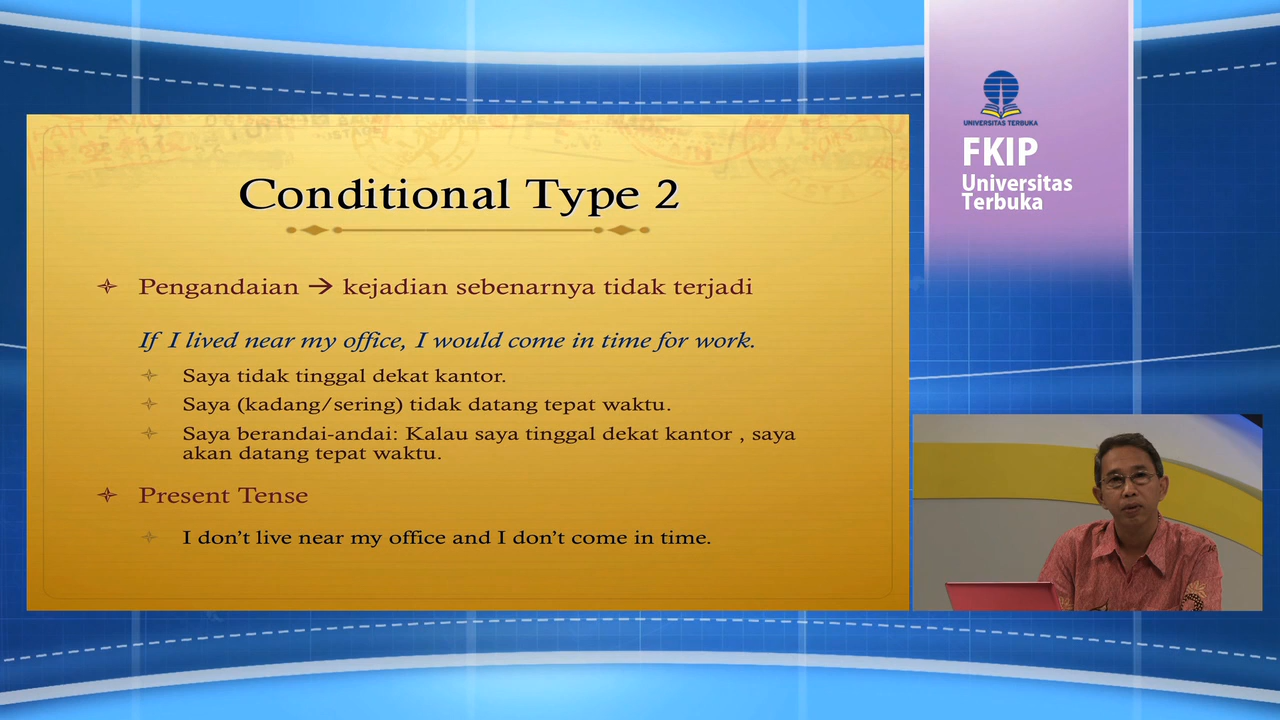 UNIVERSITAS TERBUKA
FKIP
Universitas
Terbuka
Conditional Type 2
Pengandaian → kejadian sebenarnya tidak terjadi
If I lived near my office, I would come in time for work.
Saya tidak tinggal dekat kantor.
Saya (kadang/sering) tidak datang tepat waktu.
Saya berandai-andai: Kalau saya tinggal dekat kantor , saya
akan datang tepat waktu.
Present Tense
I don’t live near my office and I don’t come in time.